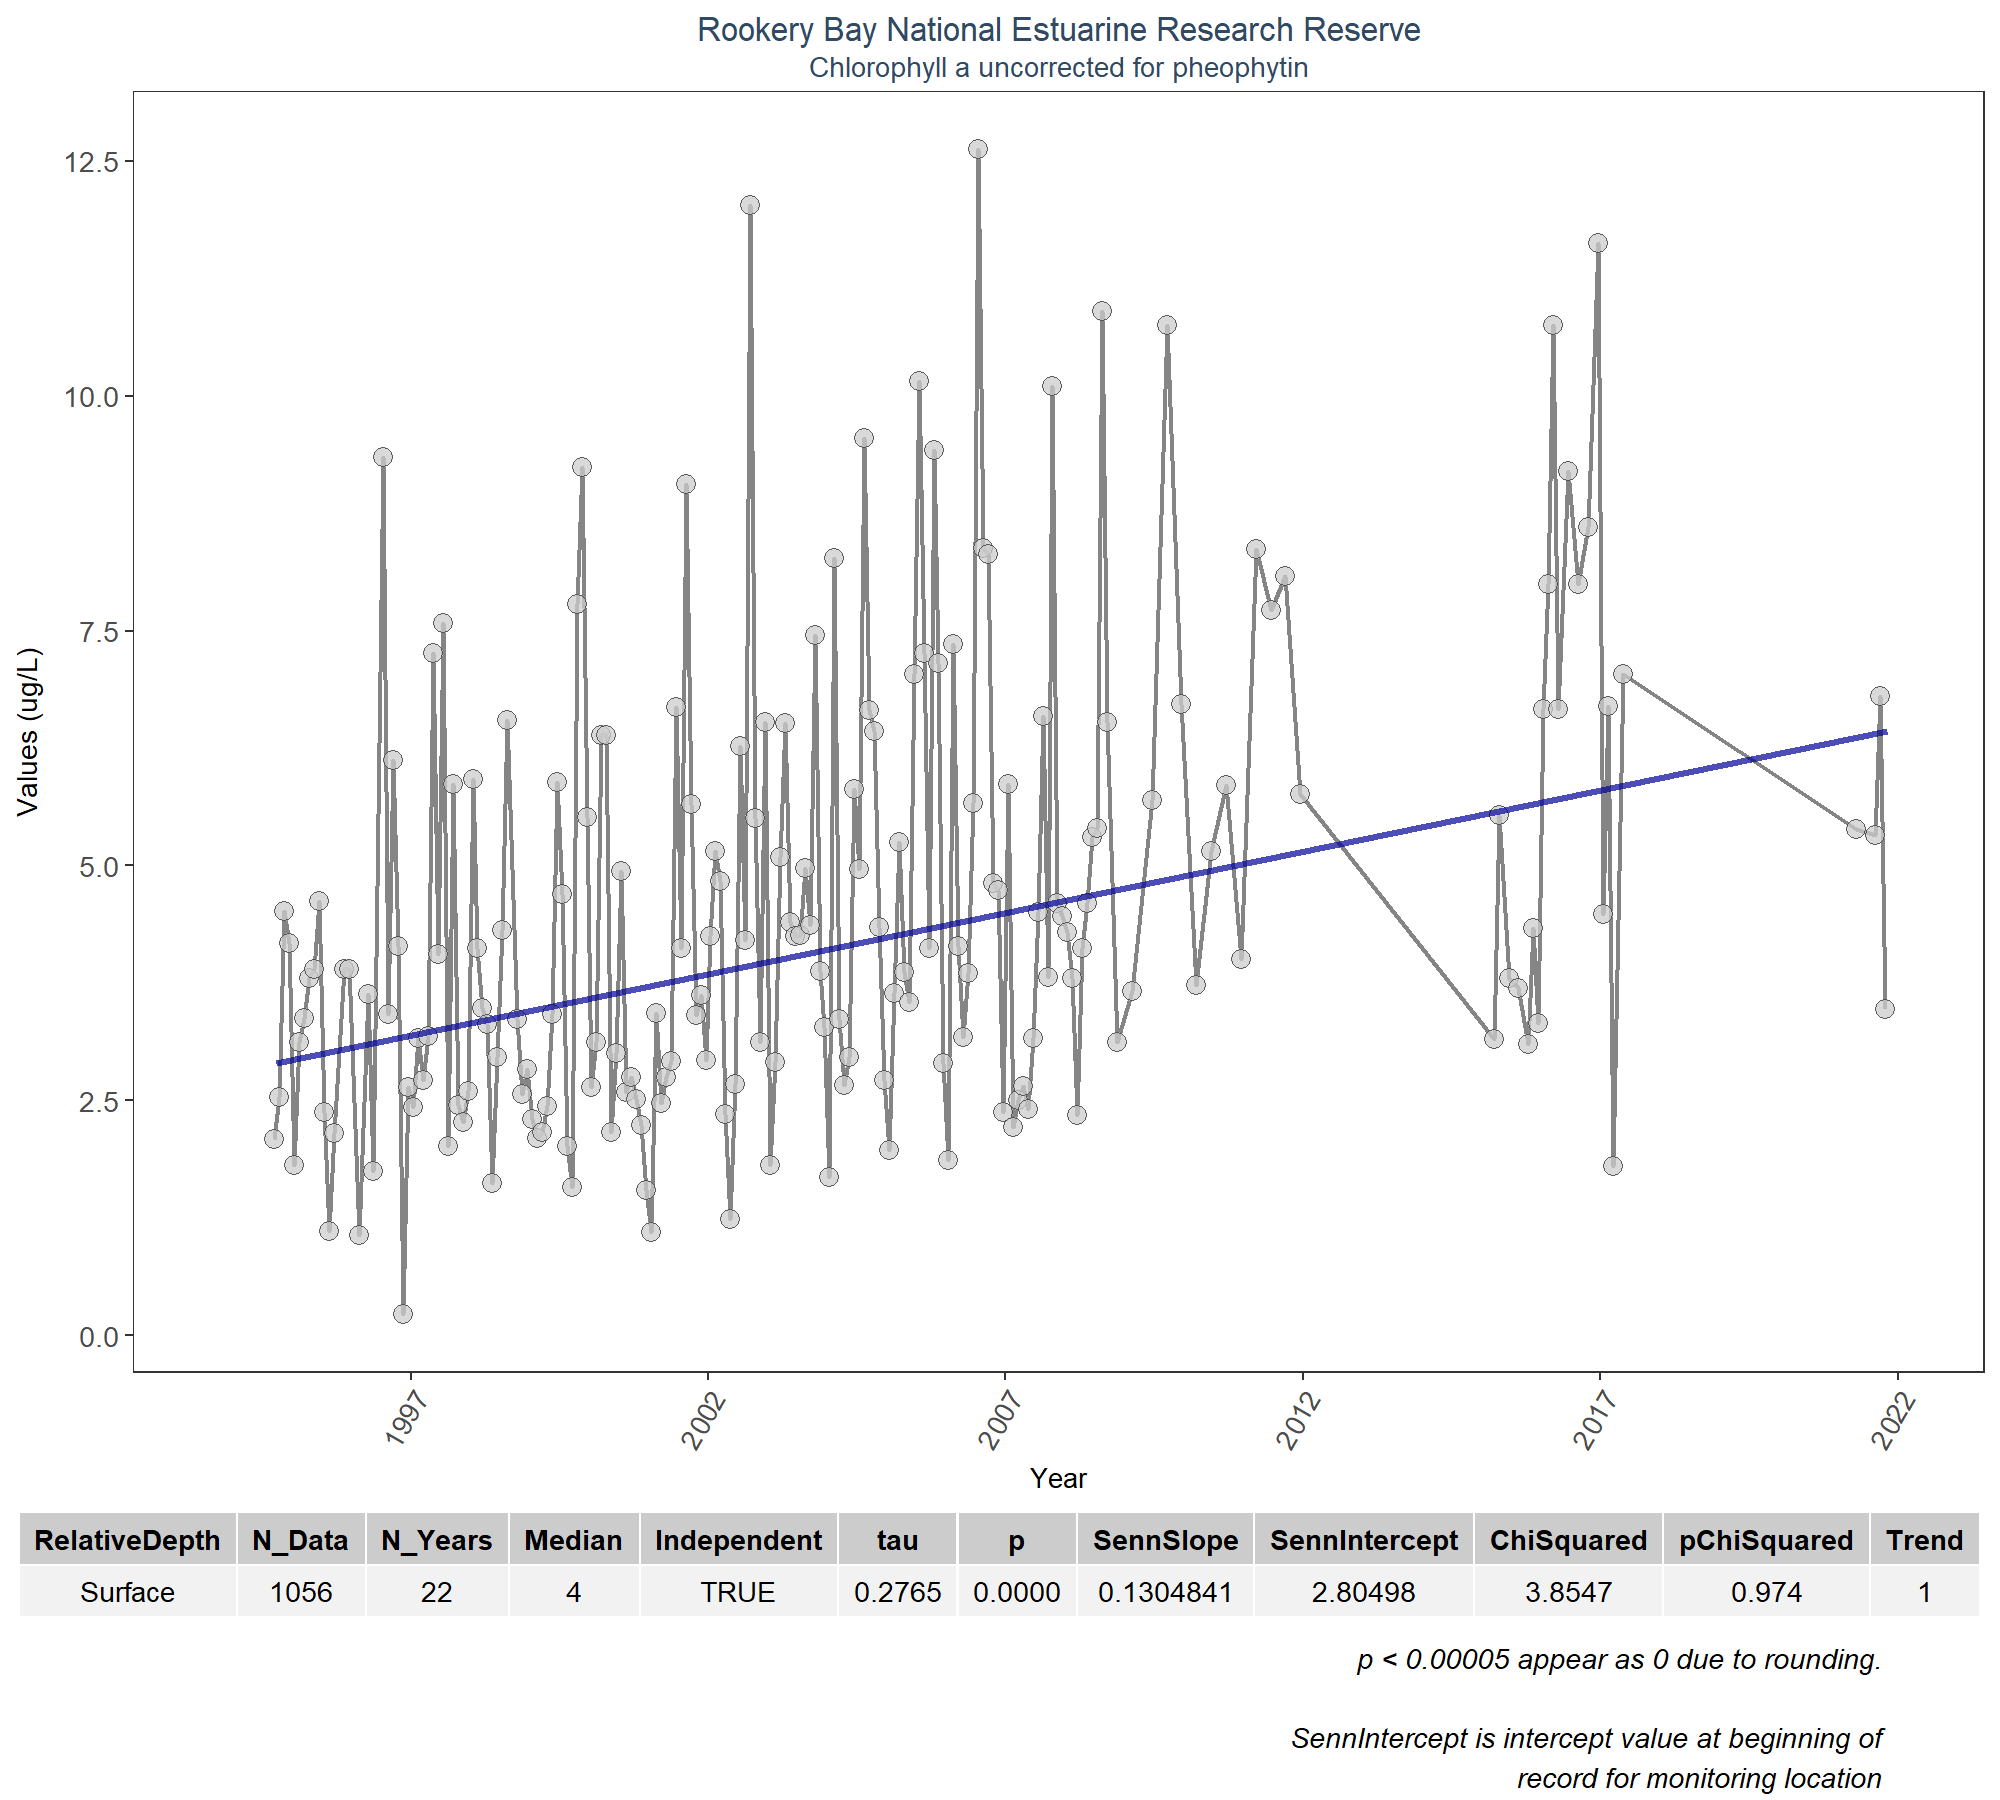 Rookery Bay National Estuarine Research Reserve
Chlorophyll a uncorrected for pheophytin
12.5
10.0
7.5
5.0
2.5
0.0
Values (ug/L)
1997 2002 2007 2012 2017 2022
Year
RelativeDepth N_Data N_Years Median Independent tau p SennSlope SennIntercept ChiSquared pChiSquared Trend
Surface 1056 22 4 TRUE 0.2765 0.0000 0.1304841 2.80498 3.8547 0.974 1
p < 0.00005 appear as 0 due to rounding.
SennIntercept is intercept value at beginning of
record for monitoring location